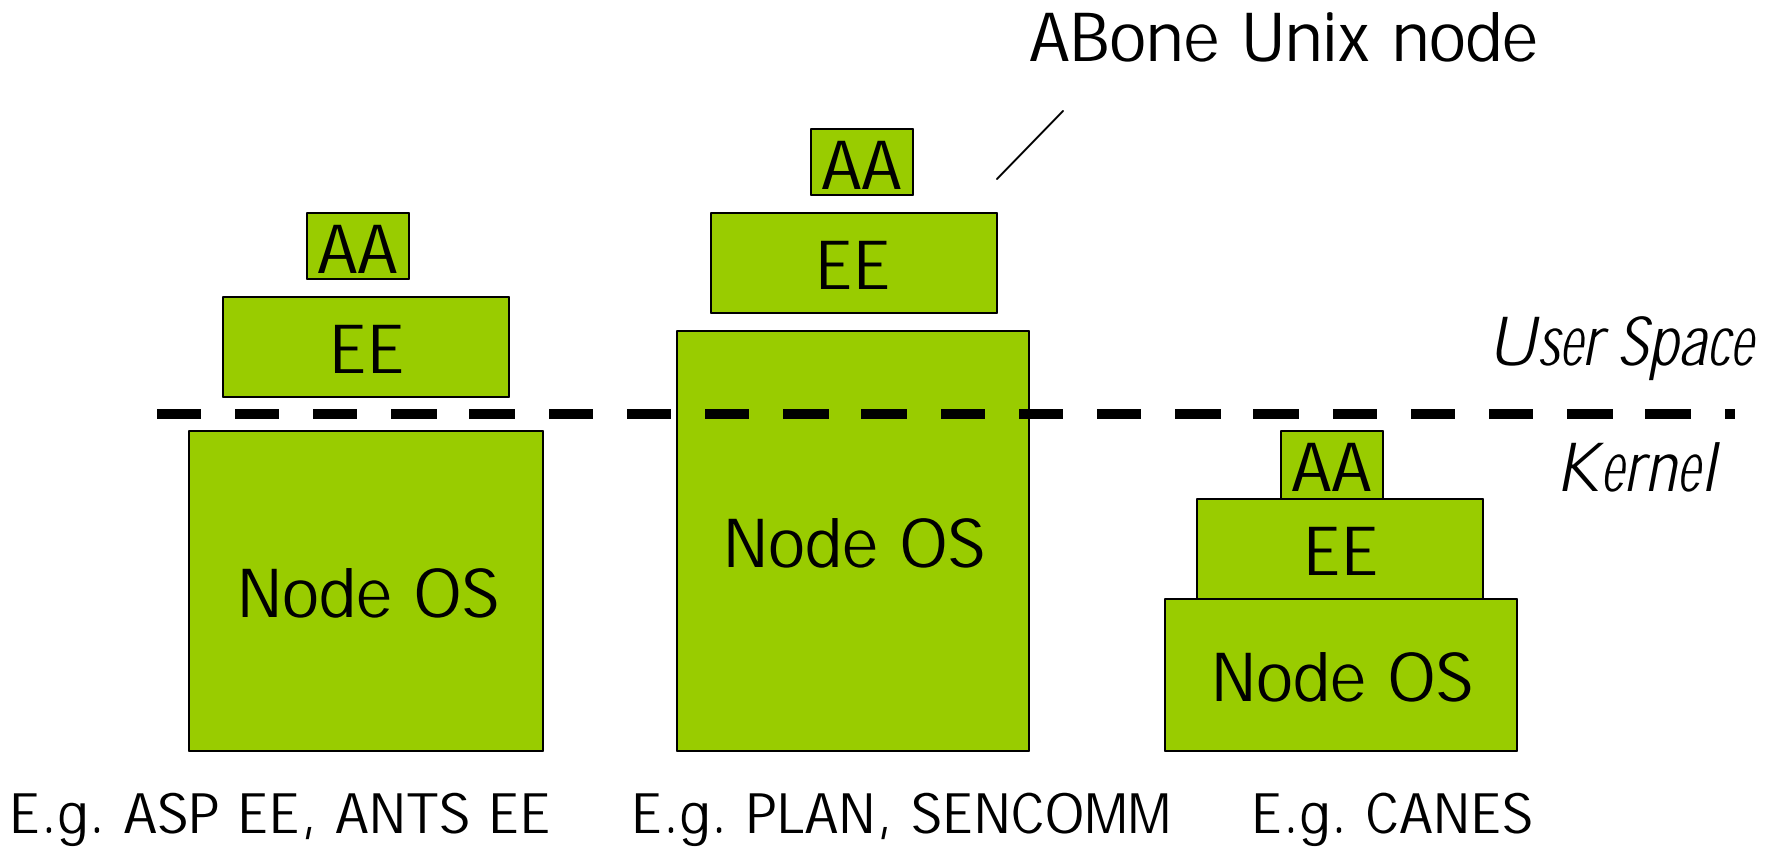 ABone Unix node
AA
EE
Node OS
E.g. ASP EE, ANTS EE
AA
EE
Node OS
E.g. PLAN, SENCOMM
User Space
Kernel
AA
EE
Node OS
E.g. CANES